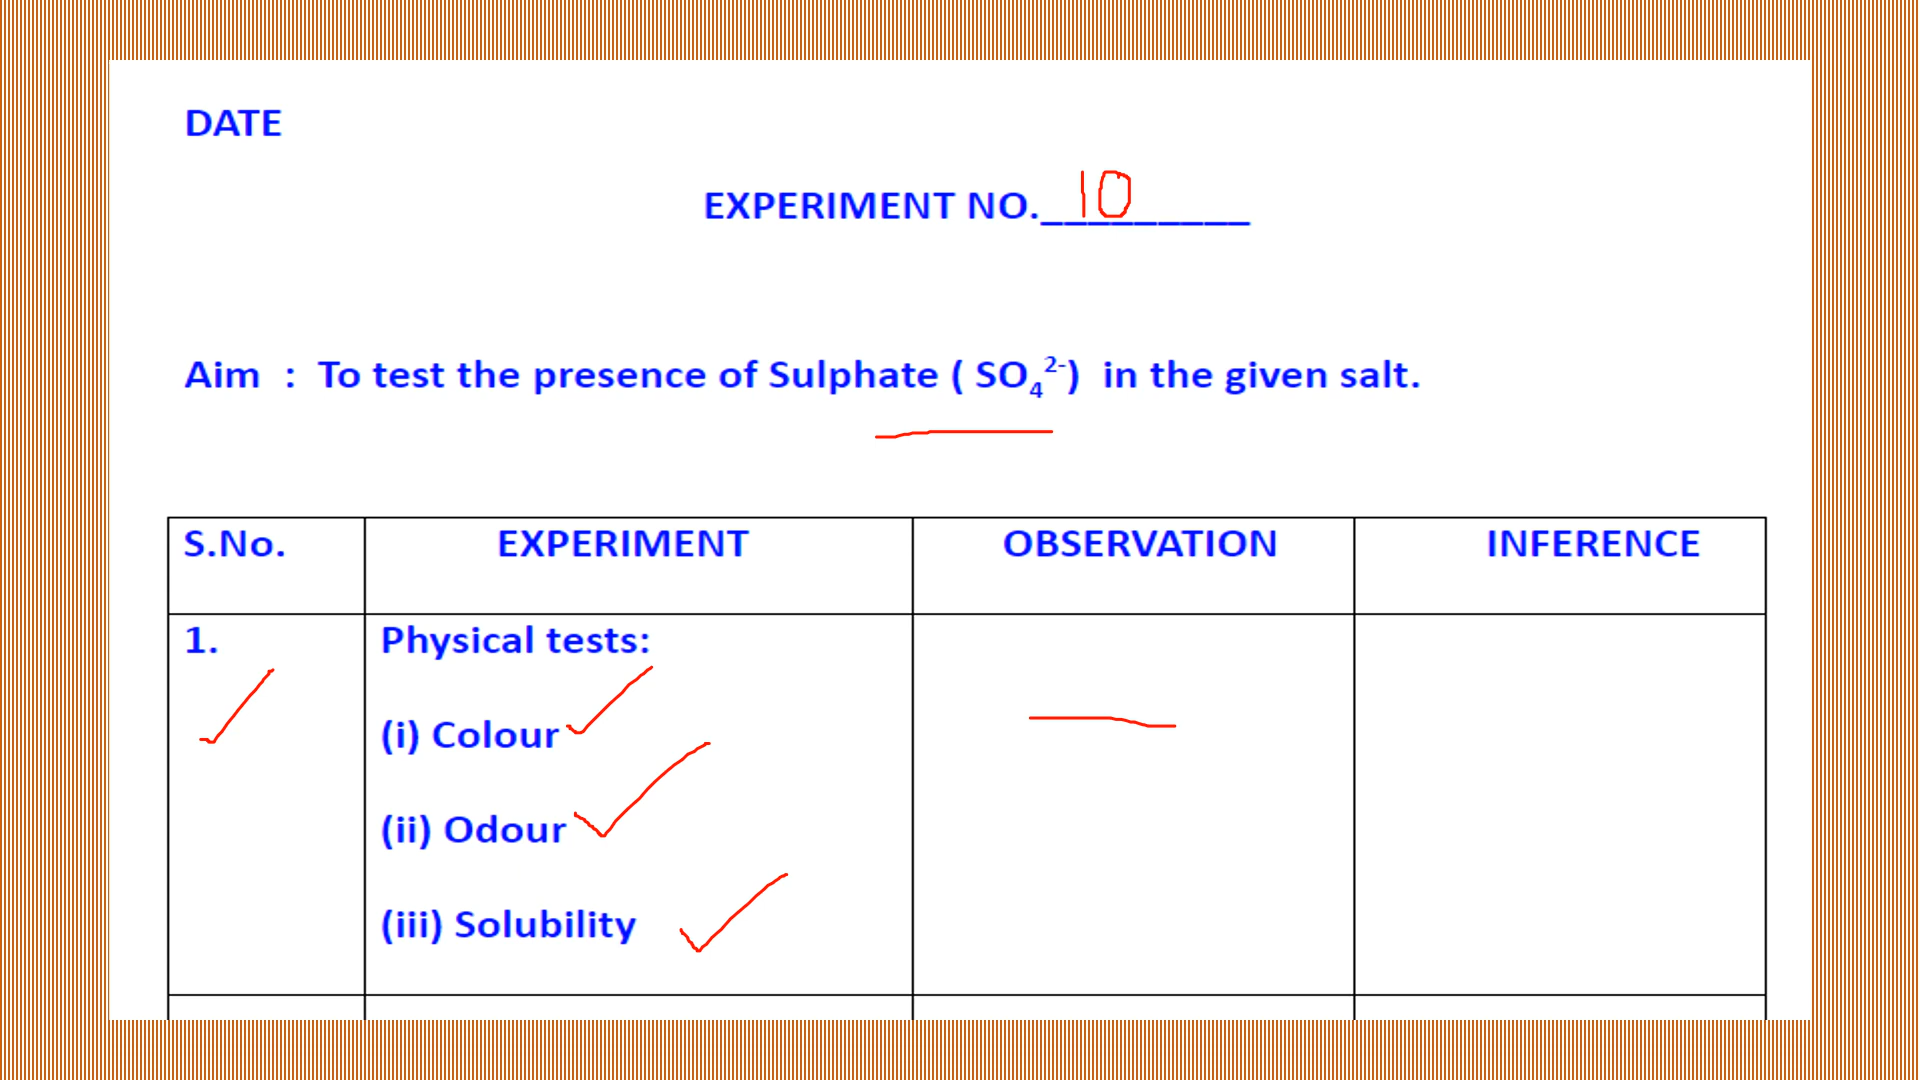 DATE
EXPERIMENT NO._________ 10
Aim : To test the presence of Sulphate ( SO₄²⁻) in the given salt.
S.No. EXPERIMENT OBSERVATION INFERENCE
1. Physical tests:
(i) Colour
(ii) Odour
(iii) Solubility